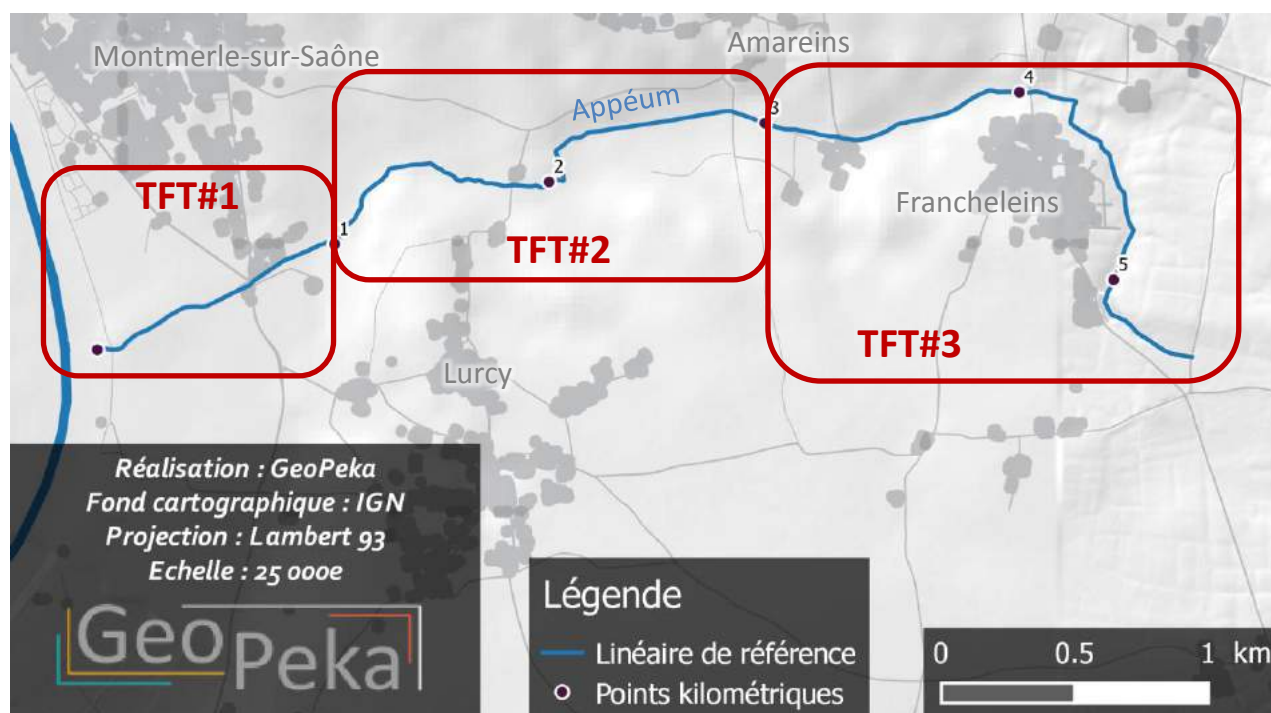 Montmerle-sur-Saône
Amareins
Appéum
4
3
TFT#1
2
Francheleins
1
TFT#2
5
TFT#3
Lurcy
Réalisation : GeoPeka
Fond cartographique : IGN
Projection : Lambert 93
Echelle : 25 000e
GeoPeka
Légende
Linéaire de référence
Points kilométriques
0 0.5 1 km